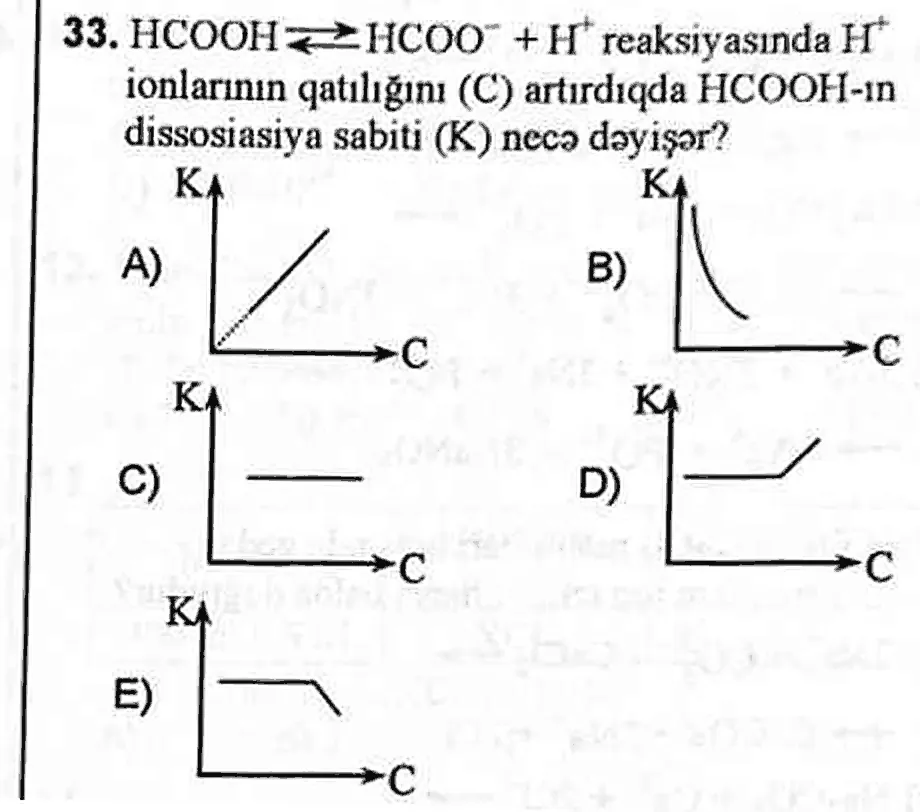 33. HCOOH ⇌ HCOO⁻ + H⁺ reaksiyasında H⁺
ionlarının qatılığını (C) artırdıqda HCOOH-ın
dissosiasiya sabiti (K) necə dəyişər?
K K
A) B)
C C
K K
C) D)
C C
K
E)
C